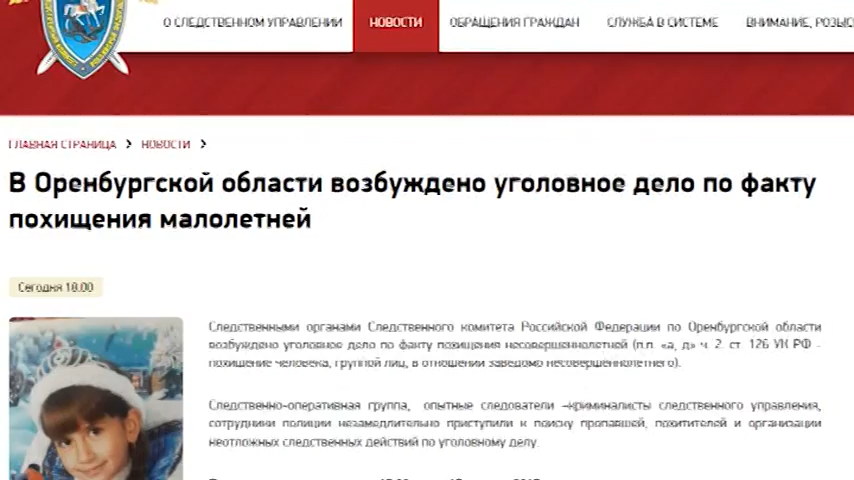 О СЛЕДСТВЕННОМ УПРАВЛЕНИИ НОВОСТИ ОБРАЩЕНИЯ ГРАЖДАН СЛУЖБА В СИСТЕМЕ ВНИМАНИЕ, РОЗЫС
ГЛАВНАЯ СТРАНИЦА > НОВОСТИ >
В Оренбургской области возбуждено уголовное дело по факту
похищения малолетней
Сегодня 18:00
Следственными органами Следственного комитета Российской Федерации по Оренбургской области
возбуждено уголовное дело по факту похищения несовершеннолетней (п.п. «а, д» ч. 2. ст. 126 УК РФ -
похищение человека, группой лиц, в отношении заведомо несовершеннолетнего).
Следственно-оперативная группа, опытные следователи –криминалисты следственного управления,
сотрудники полиции незамедлительно приступили к поиску пропавшей, похитителей и организации
неотложных следственных действий по уголовному делу.